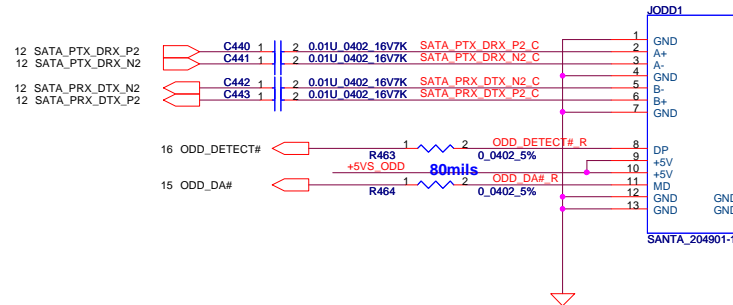 JODD1
1 GND
12 SATA_PTX_DRX_P2 C440 1 2 0.01U_0402_16V7K SATA_PTX_DRX_P2_C 2 A+
12 SATA_PTX_DRX_N2 C441 1 2 0.01U_0402_16V7K SATA_PTX_DRX_N2_C 3 A-
4 GND
12 SATA_PRX_DTX_N2 C442 1 2 0.01U_0402_16V7K SATA_PRX_DTX_N2_C 5 B-
12 SATA_PRX_DTX_P2 C443 1 2 0.01U_0402_16V7K SATA_PRX_DTX_P2_C 6 B+
7 GND
16 ODD_DETECT# 1 2 ODD_DETECT#_R 8 DP
R463 0_0402_5% 9 +5V
+5VS_ODD 80mils 10 +5V
15 ODD_DA# 1 2 ODD_DA#_R 11 MD
R464 0_0402_5% 12 GND GND
13 GND GND
SANTA_204901-1